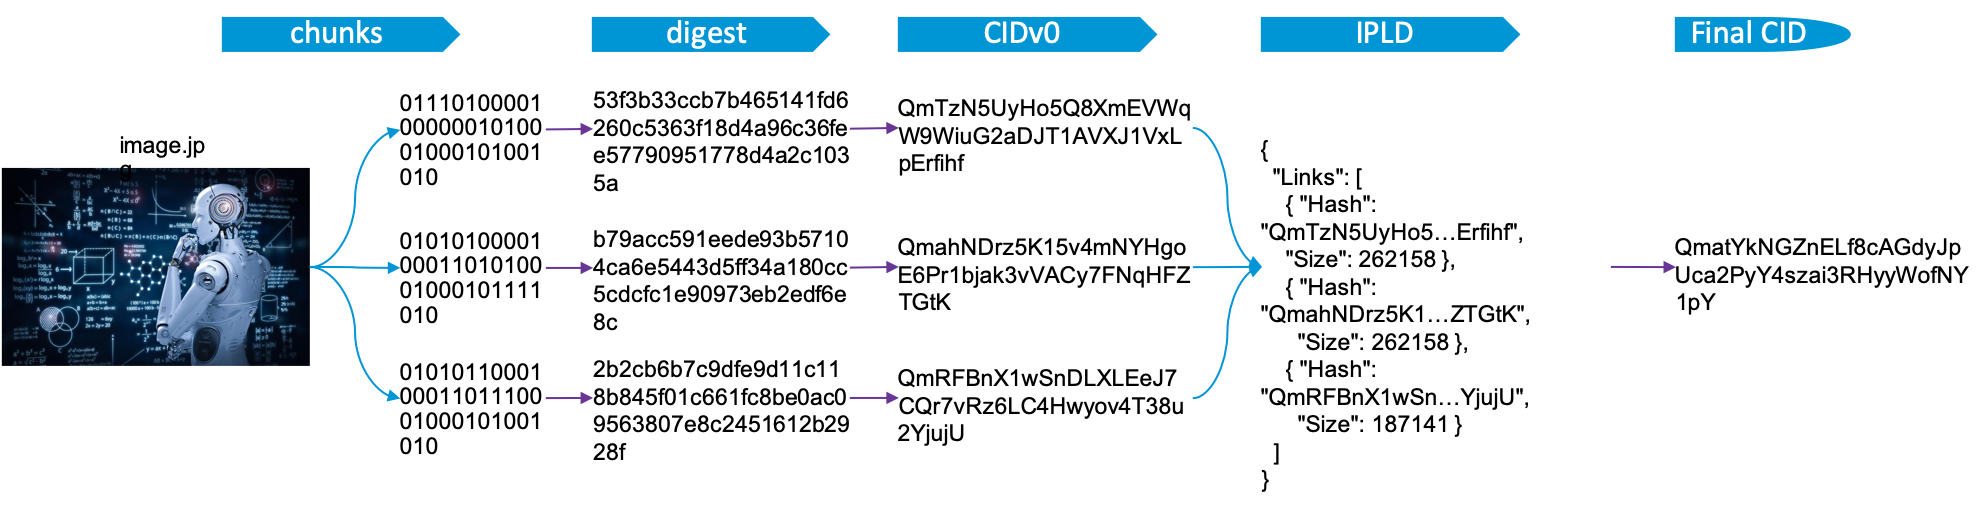 chunks
digest
CIDv0
IPLD
Final CID
image.jp
g
01110100001
00000010100
01000101001
010
53f3b33ccb7b465141fd6
260c5363f18d4a96c36fe
e57790951778d4a2c103
5a
QmTzN5UyHo5Q8XmEVWq
W9WiuG2aDJT1AVXJ1VxL
pErfihf
01010100001
00011010100
01000101111
010
b79acc591eede93b5710
4ca6e5443d5ff34a180cc
5cdcfc1e90973eb2edf6e
8c
QmahNDrz5K15v4mNYHgo
E6Pr1bjak3vVACy7FNqHFZ
TGtK
01010110001
00011011100
01000101001
010
2b2cb6b7c9dfe9d11c11
8b845f01c661fc8be0ac0
9563807e8c2451612b29
28f
QmRFBnX1wSnDLXLEeJ7
CQr7vRz6LC4Hwyov4T38u
2YjujU
{
"Links": [
{ "Hash":
"QmTzN5UyHo5…Erfihf",
"Size": 262158 },
{ "Hash":
"QmahNDrz5K1…ZTGtK",
"Size": 262158 },
{ "Hash":
"QmRFBnX1wSn…YjujU",
"Size": 187141 }
]
}
QmatYkNGZnELf8cAGdyJp
Uca2PyY4szai3RHyyWofNY
1pY